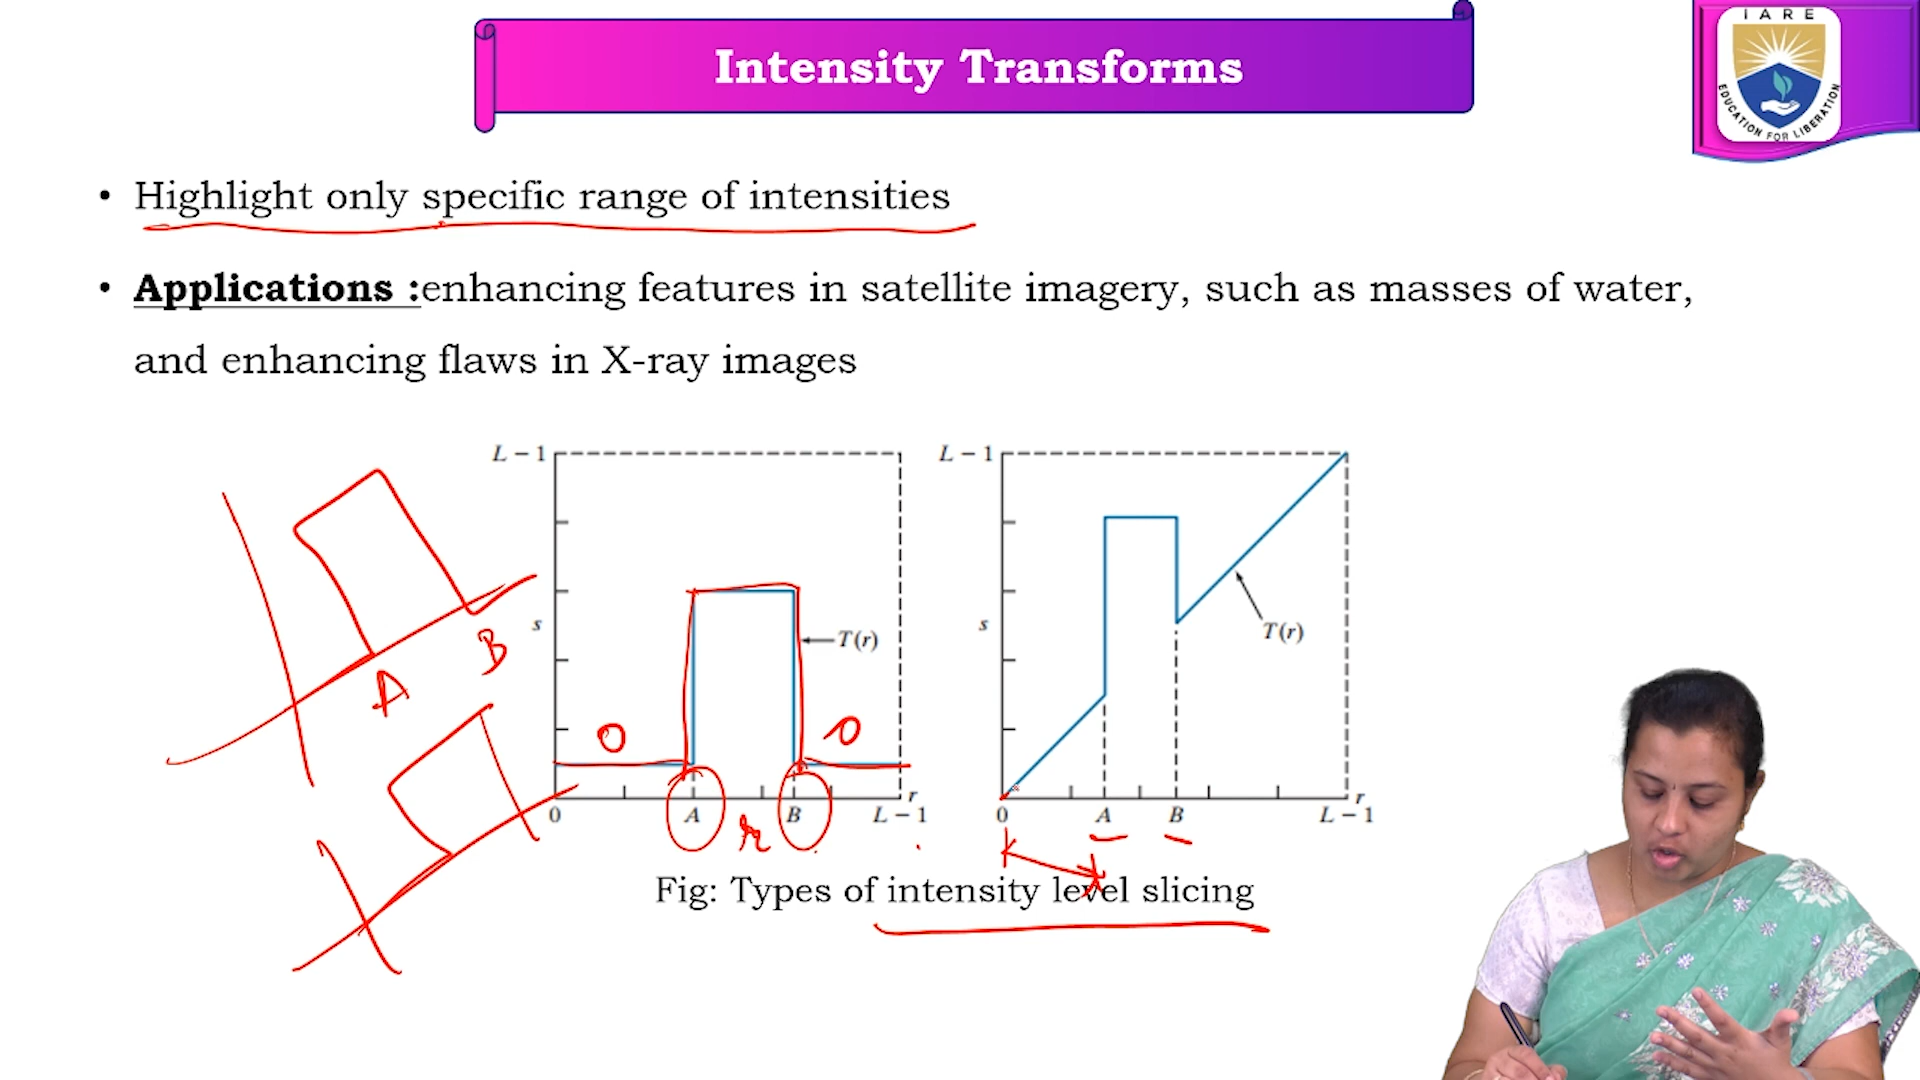 Intensity Transforms
IARE
EDUCATION FOR LIBERATION
• Highlight only specific range of intensities
• Applications :enhancing features in satellite imagery, such as masses of water,
and enhancing flaws in X-ray images
L – 1
s
T(r)
0 0
0 A B L – 1
r
r
A B
L – 1
s
T(r)
0 A B L – 1
r
Fig: Types of intensity level slicing